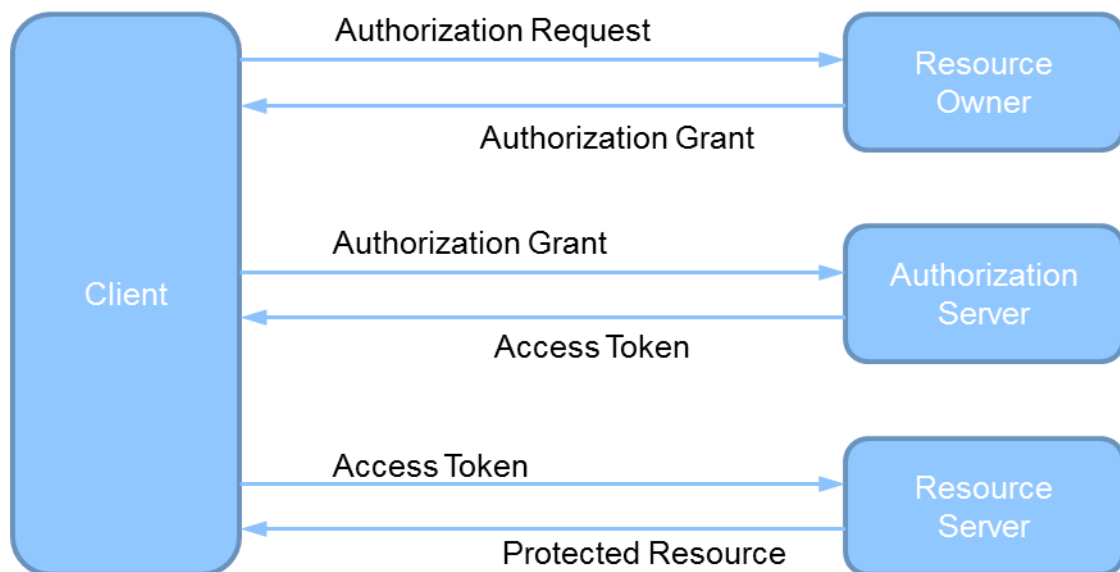 Authorization Request
Resource
Owner
Authorization Grant
Authorization Grant
Client
Authorization
Server
Access Token
Access Token
Resource
Server
Protected Resource